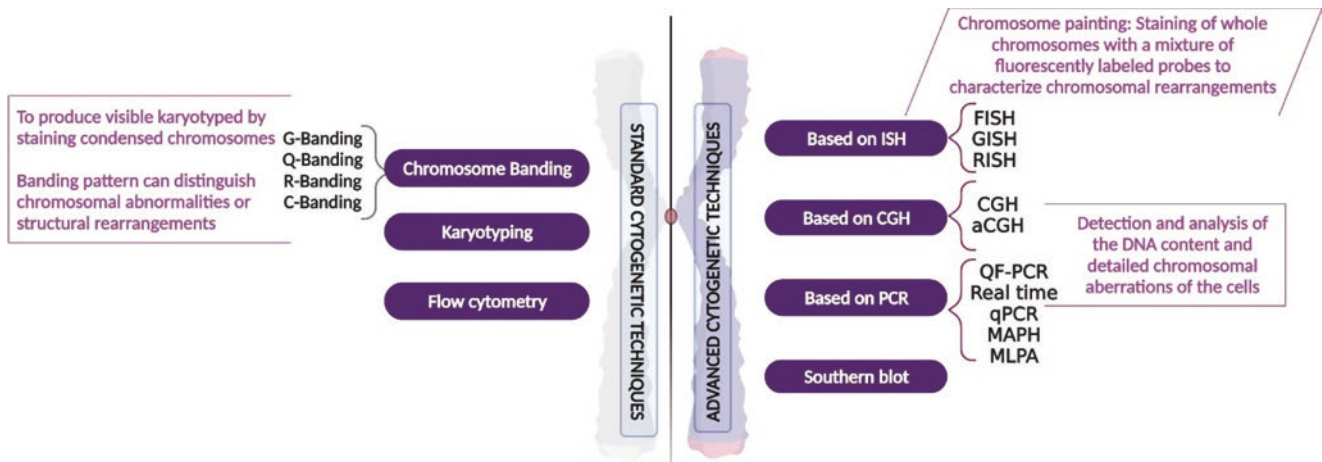 To produce visible karyotyped by
staining condensed chromosomes
Banding pattern can distinguish
chromosomal abnormalities or
structural rearrangements
G-Banding
Q-Banding
R-Banding
C-Banding
Chromosome Banding
Karyotyping
Flow cytometry
STANDARD CYTOGENETIC TECHNIQUES
ADVANCED CYTOGENETIC TECHNIQUES
Chromosome painting: Staining of whole
chromosomes with a mixture of
fluorescently labeled probes to
characterize chromosomal rearrangements
Based on ISH
FISH
GISH
RISH
Based on CGH
CGH
aCGH
Detection and analysis of
the DNA content and
detailed chromosomal
aberrations of the cells
Based on PCR
QF-PCR
Real time
qPCR
MAPH
MLPA
Southern blot